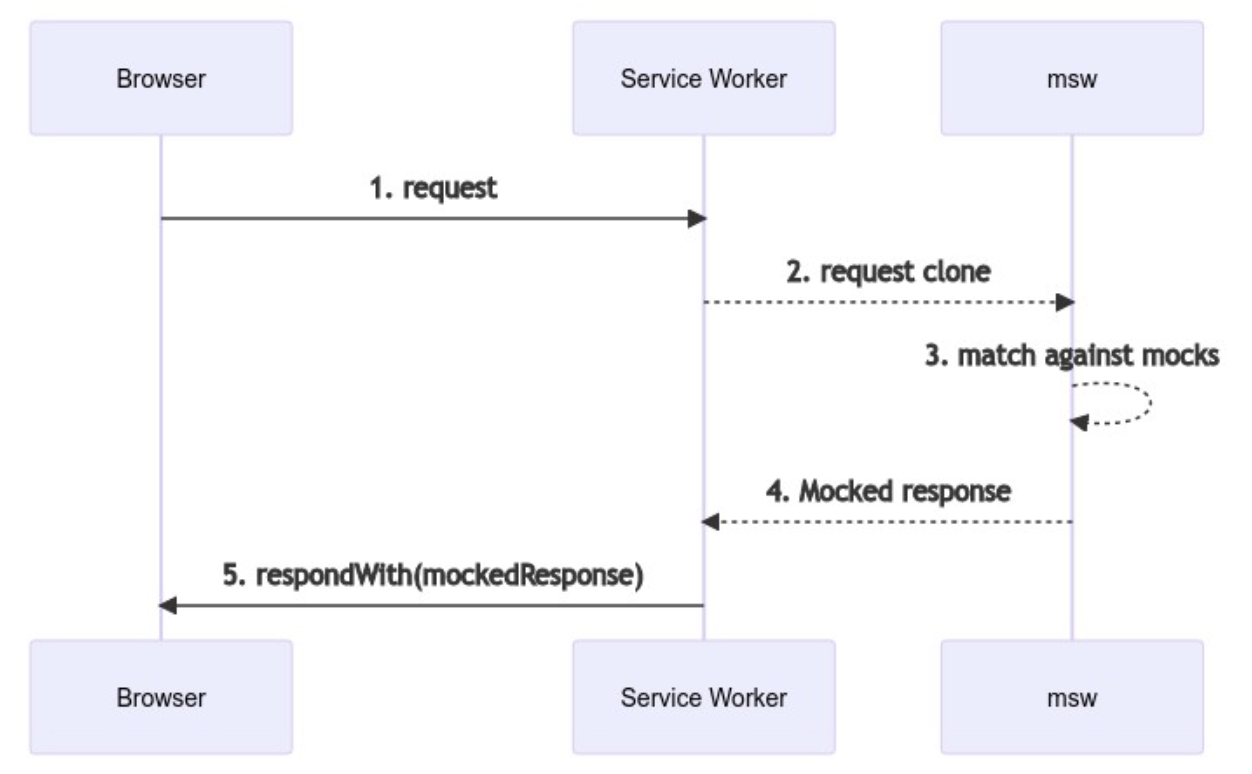 Browser
Service Worker
msw
1. request
2. request clone
3. match against mocks
4. Mocked response
5. respondWith(mockedResponse)
Browser
Service Worker
msw